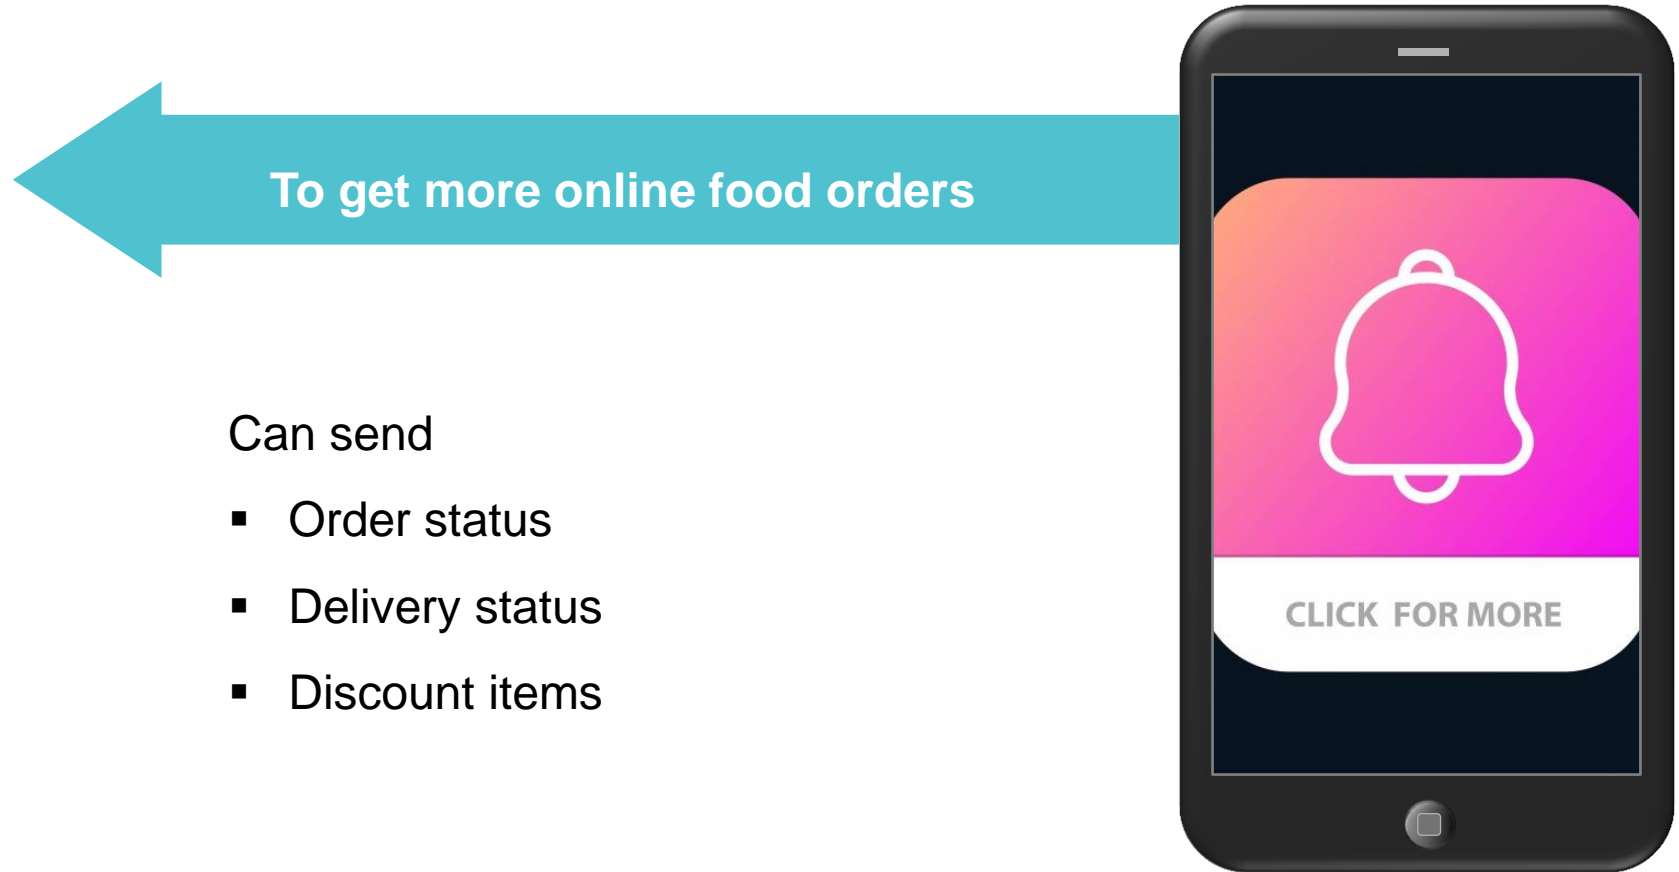 To get more online food orders
Can send
▪ Order status
▪ Delivery status
▪ Discount items
CLICK FOR MORE